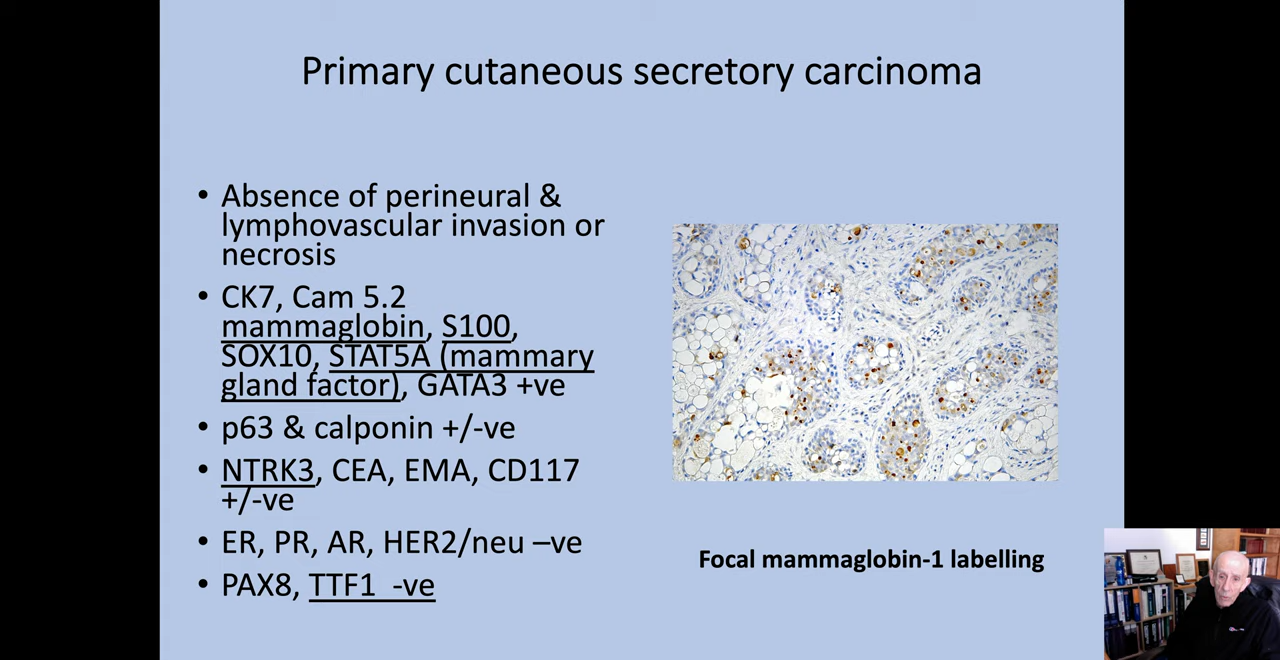 Primary cutaneous secretory carcinoma
• Absence of perineural &
lymphovascular invasion or
necrosis
• CK7, Cam 5.2
mammaglobin, S100,
SOX10, STAT5A (mammary
gland factor), GATA3 +ve
• p63 & calponin +/-ve
• NTRK3, CEA, EMA, CD117
+/-ve
• ER, PR, AR, HER2/neu –ve
• PAX8, TTF1  -ve
Focal mammaglobin-1 labelling